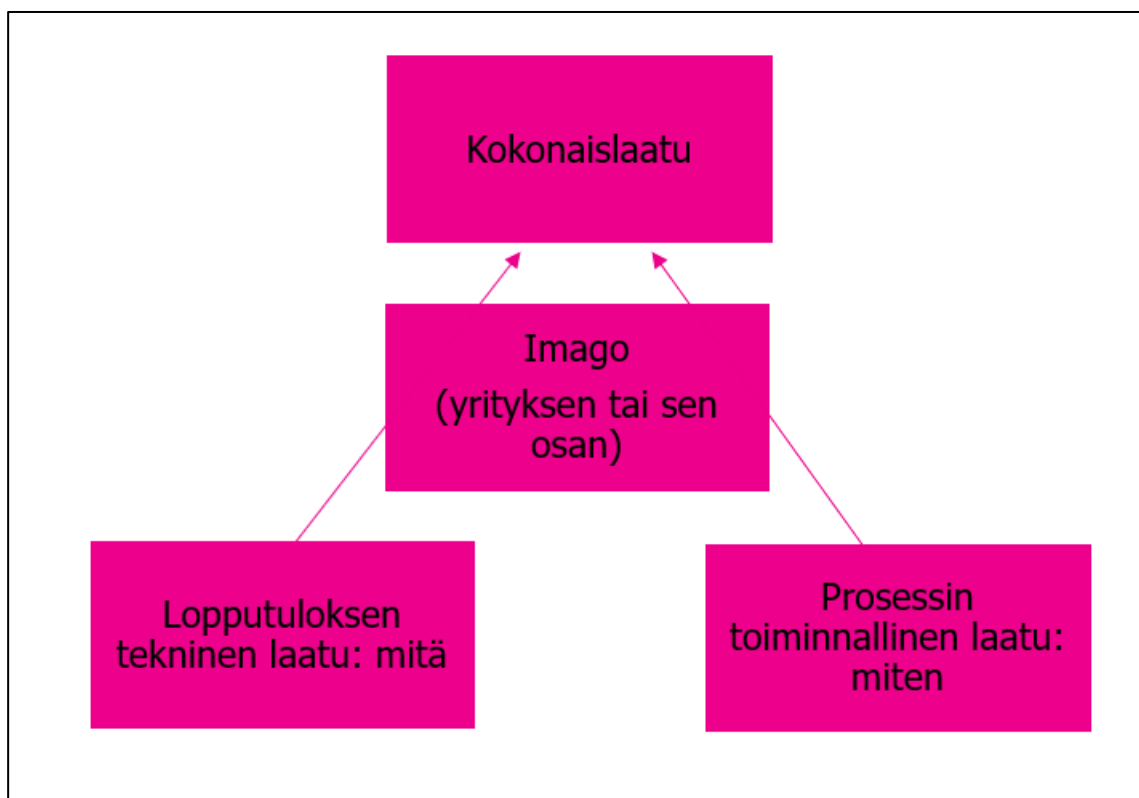 Kokonaislaatu
Imago
(yrityksen tai sen
osan)
Lopputuloksen
tekninen laatu: mitä
Prosessin
toiminnallinen laatu:
miten